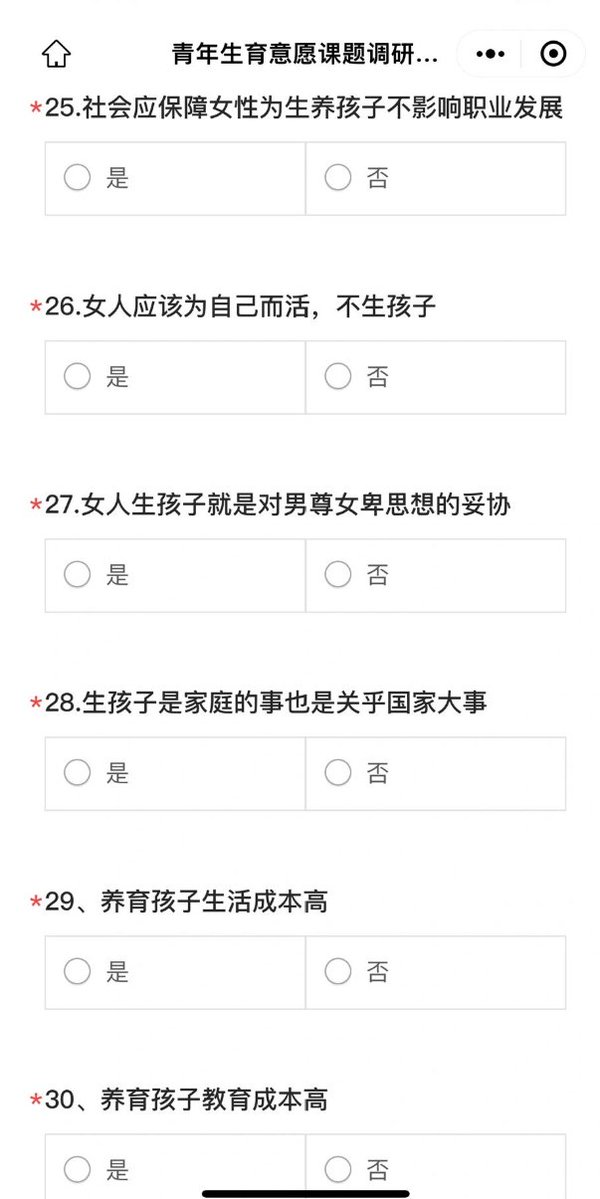 青年生育意愿课题调研...
*25.社会应保障女性为生养孩子不影响职业发展
是 否
*26.女人应该为自己而活，不生孩子
是 否
*27.女人生孩子就是对男尊女卑思想的妥协
是 否
*28.生孩子是家庭的事也是关乎国家大事
是 否
*29、养育孩子生活成本高
是 否
*30、养育孩子教育成本高
是 否